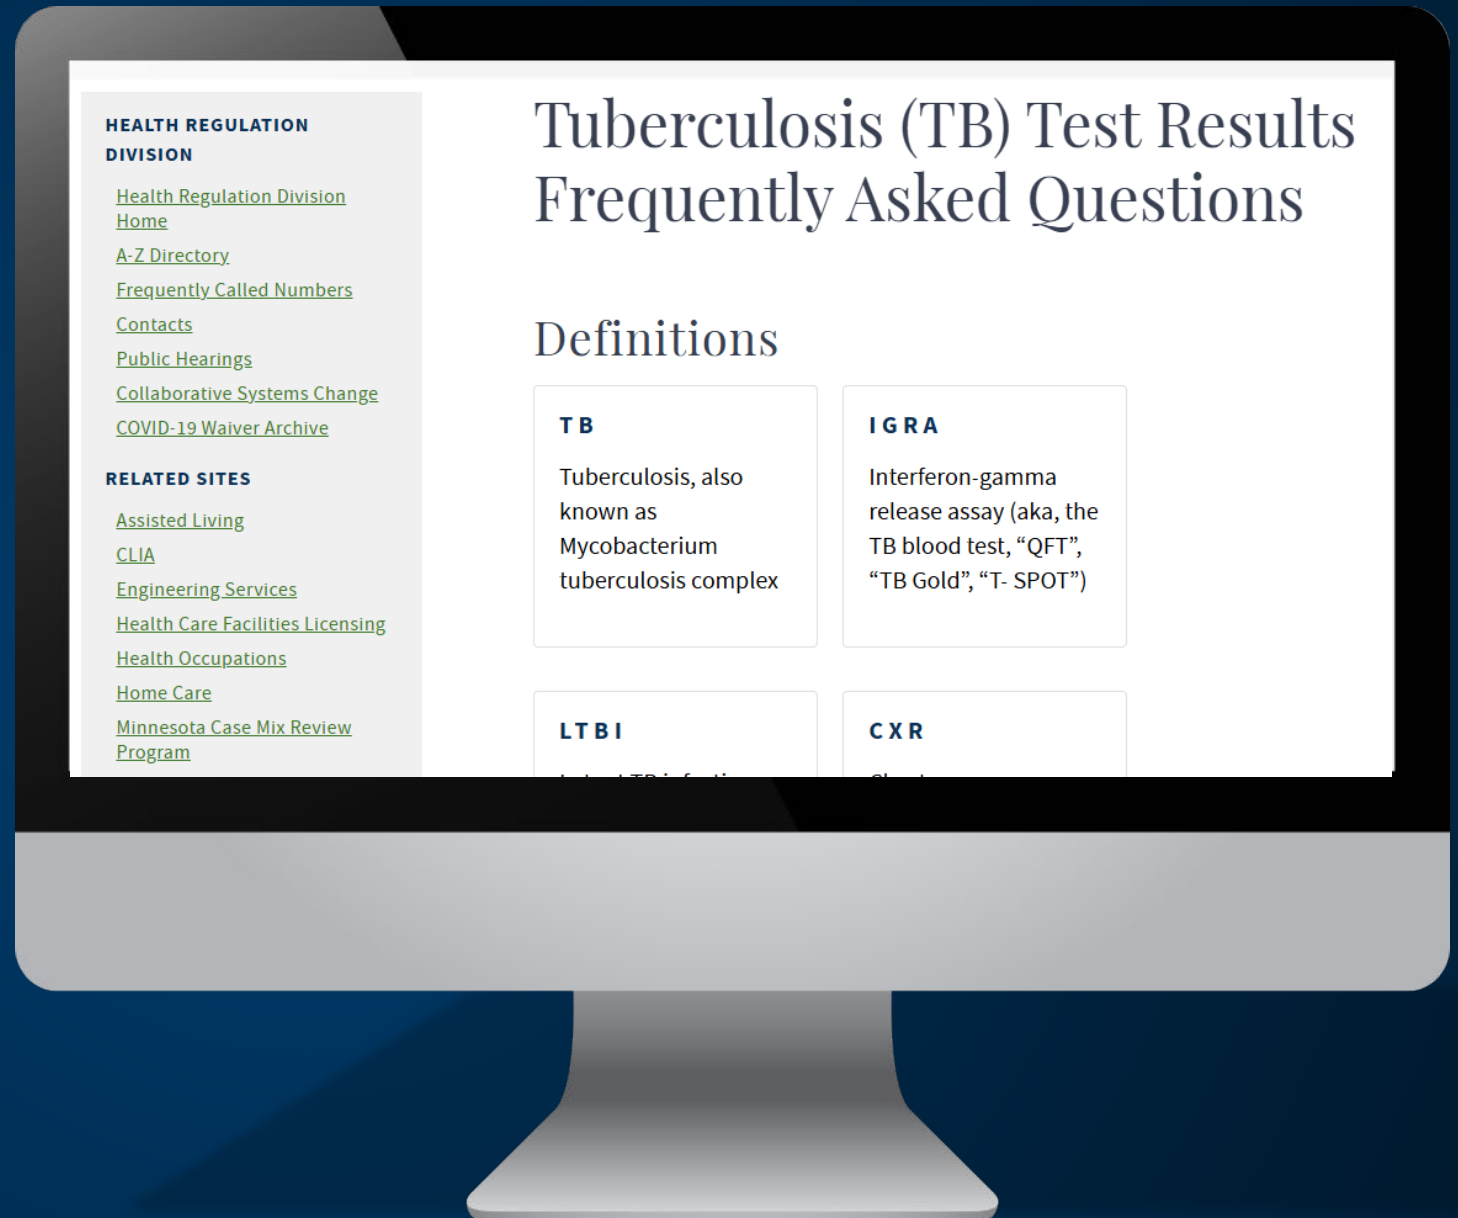 HEALTH REGULATION
DIVISION
Health Regulation Division
Home
A-Z Directory
Frequently Called Numbers
Contacts
Public Hearings
Collaborative Systems Change
COVID-19 Waiver Archive
RELATED SITES
Assisted Living
CLIA
Engineering Services
Health Care Facilities Licensing
Health Occupations
Home Care
Minnesota Case Mix Review
Program
Tuberculosis (TB) Test Results
Frequently Asked Questions
Definitions
TB
Tuberculosis, also
known as
Mycobacterium
tuberculosis complex
IGRA
Interferon-gamma
release assay (aka, the
TB blood test, “QFT”,
“TB Gold”, “T- SPOT”)
LTBI
CXR